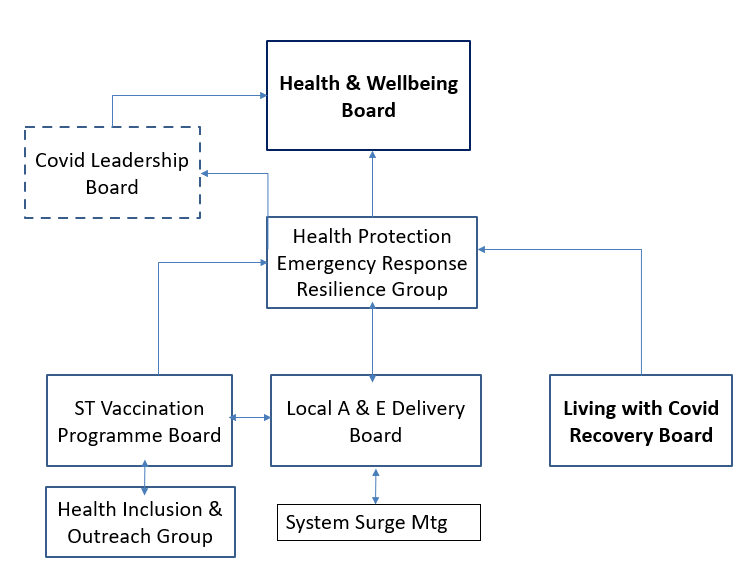 Health & Wellbeing
Board
Covid Leadership
Board
Health Protection
Emergency Response
Resilience Group
ST Vaccination
Programme Board
Local A & E Delivery
Board
Living with Covid
Recovery Board
Health Inclusion &
Outreach Group
System Surge Mtg